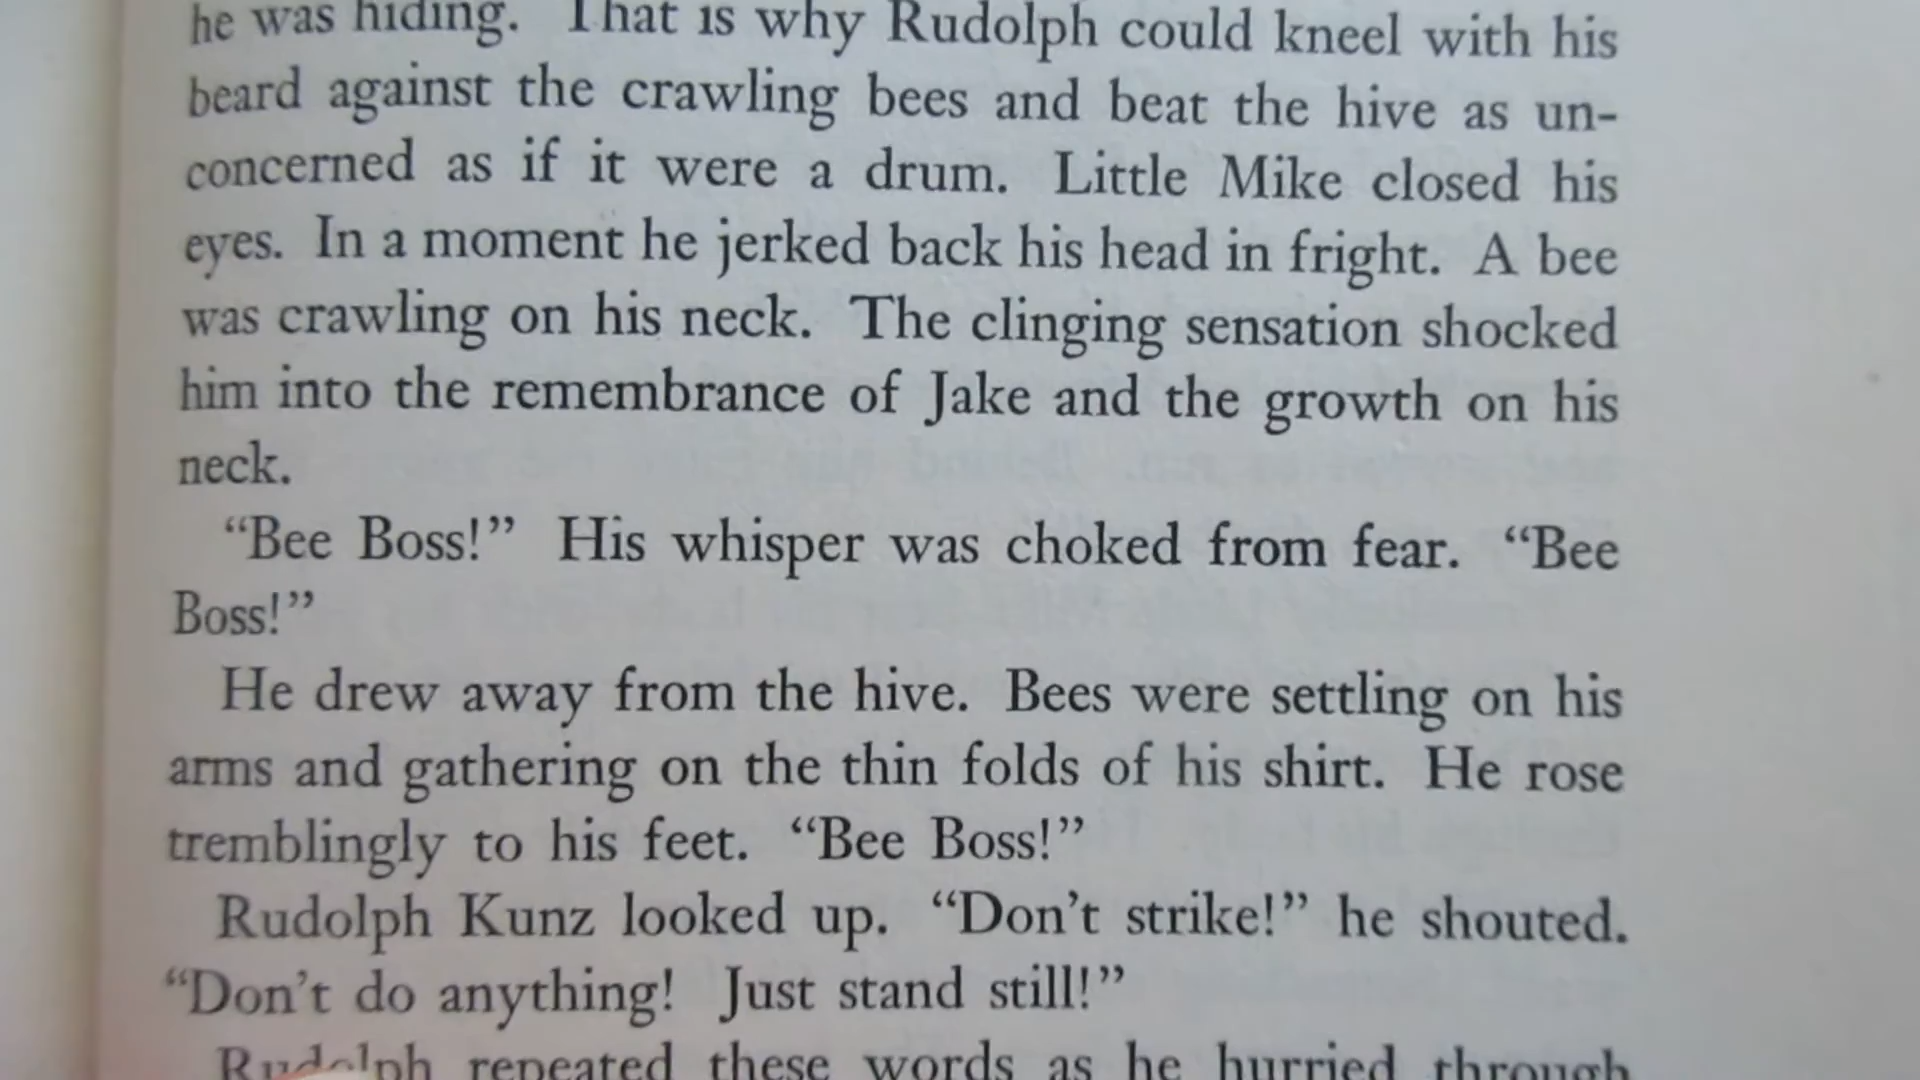 he was hiding. That is why Rudolph could kneel with his
beard against the crawling bees and beat the hive as un-
concerned as if it were a drum. Little Mike closed his
eyes. In a moment he jerked back his head in fright. A bee
was crawling on his neck. The clinging sensation shocked
him into the remembrance of Jake and the growth on his
neck.
“Bee Boss!” His whisper was choked from fear. “Bee
Boss!”
He drew away from the hive. Bees were settling on his
arms and gathering on the thin folds of his shirt. He rose
tremblingly to his feet. “Bee Boss!”
Rudolph Kunz looked up. “Don’t strike!” he shouted.
“Don’t do anything! Just stand still!”
Rudolph repeated these words as he hurried through